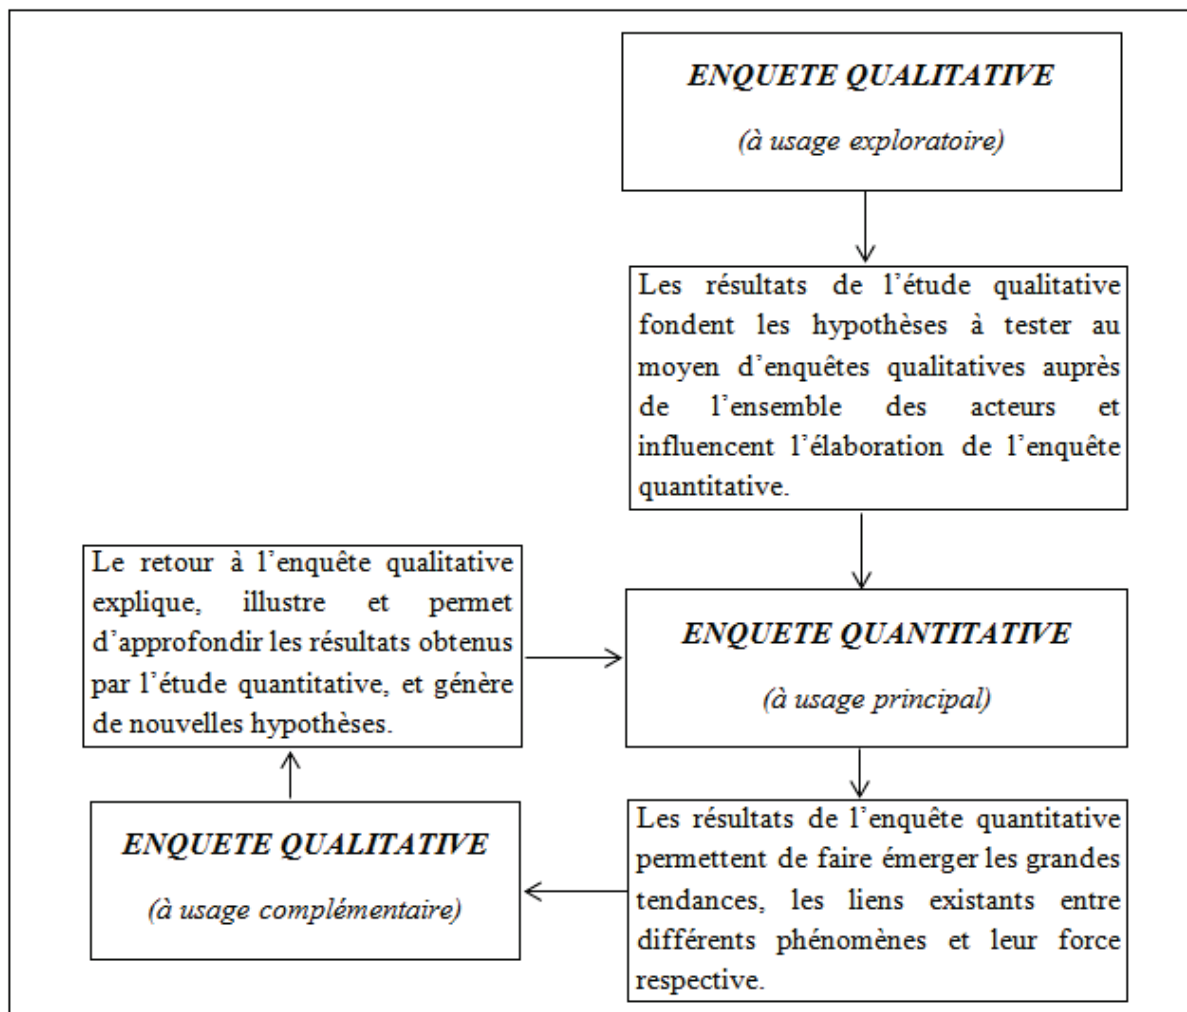 ENQUETE QUALITATIVE
(à usage exploratoire)
Les résultats de l'étude qualitative
fondent les hypothèses à tester au
moyen d'enquêtes qualitatives auprès
de l'ensemble des acteurs et
influencent l'élaboration de l'enquête
quantitative.
ENQUETE QUANTITATIVE
(à usage principal)
Les résultats de l'enquête quantitative
permettent de faire émerger les grandes
tendances, les liens existants entre
différents phénomènes et leur force
respective.
ENQUETE QUALITATIVE
(à usage complémentaire)
Le retour à l'enquête qualitative
explique, illustre et permet
d'approfondir les résultats obtenus
par l'étude quantitative, et génère
de nouvelles hypothèses.